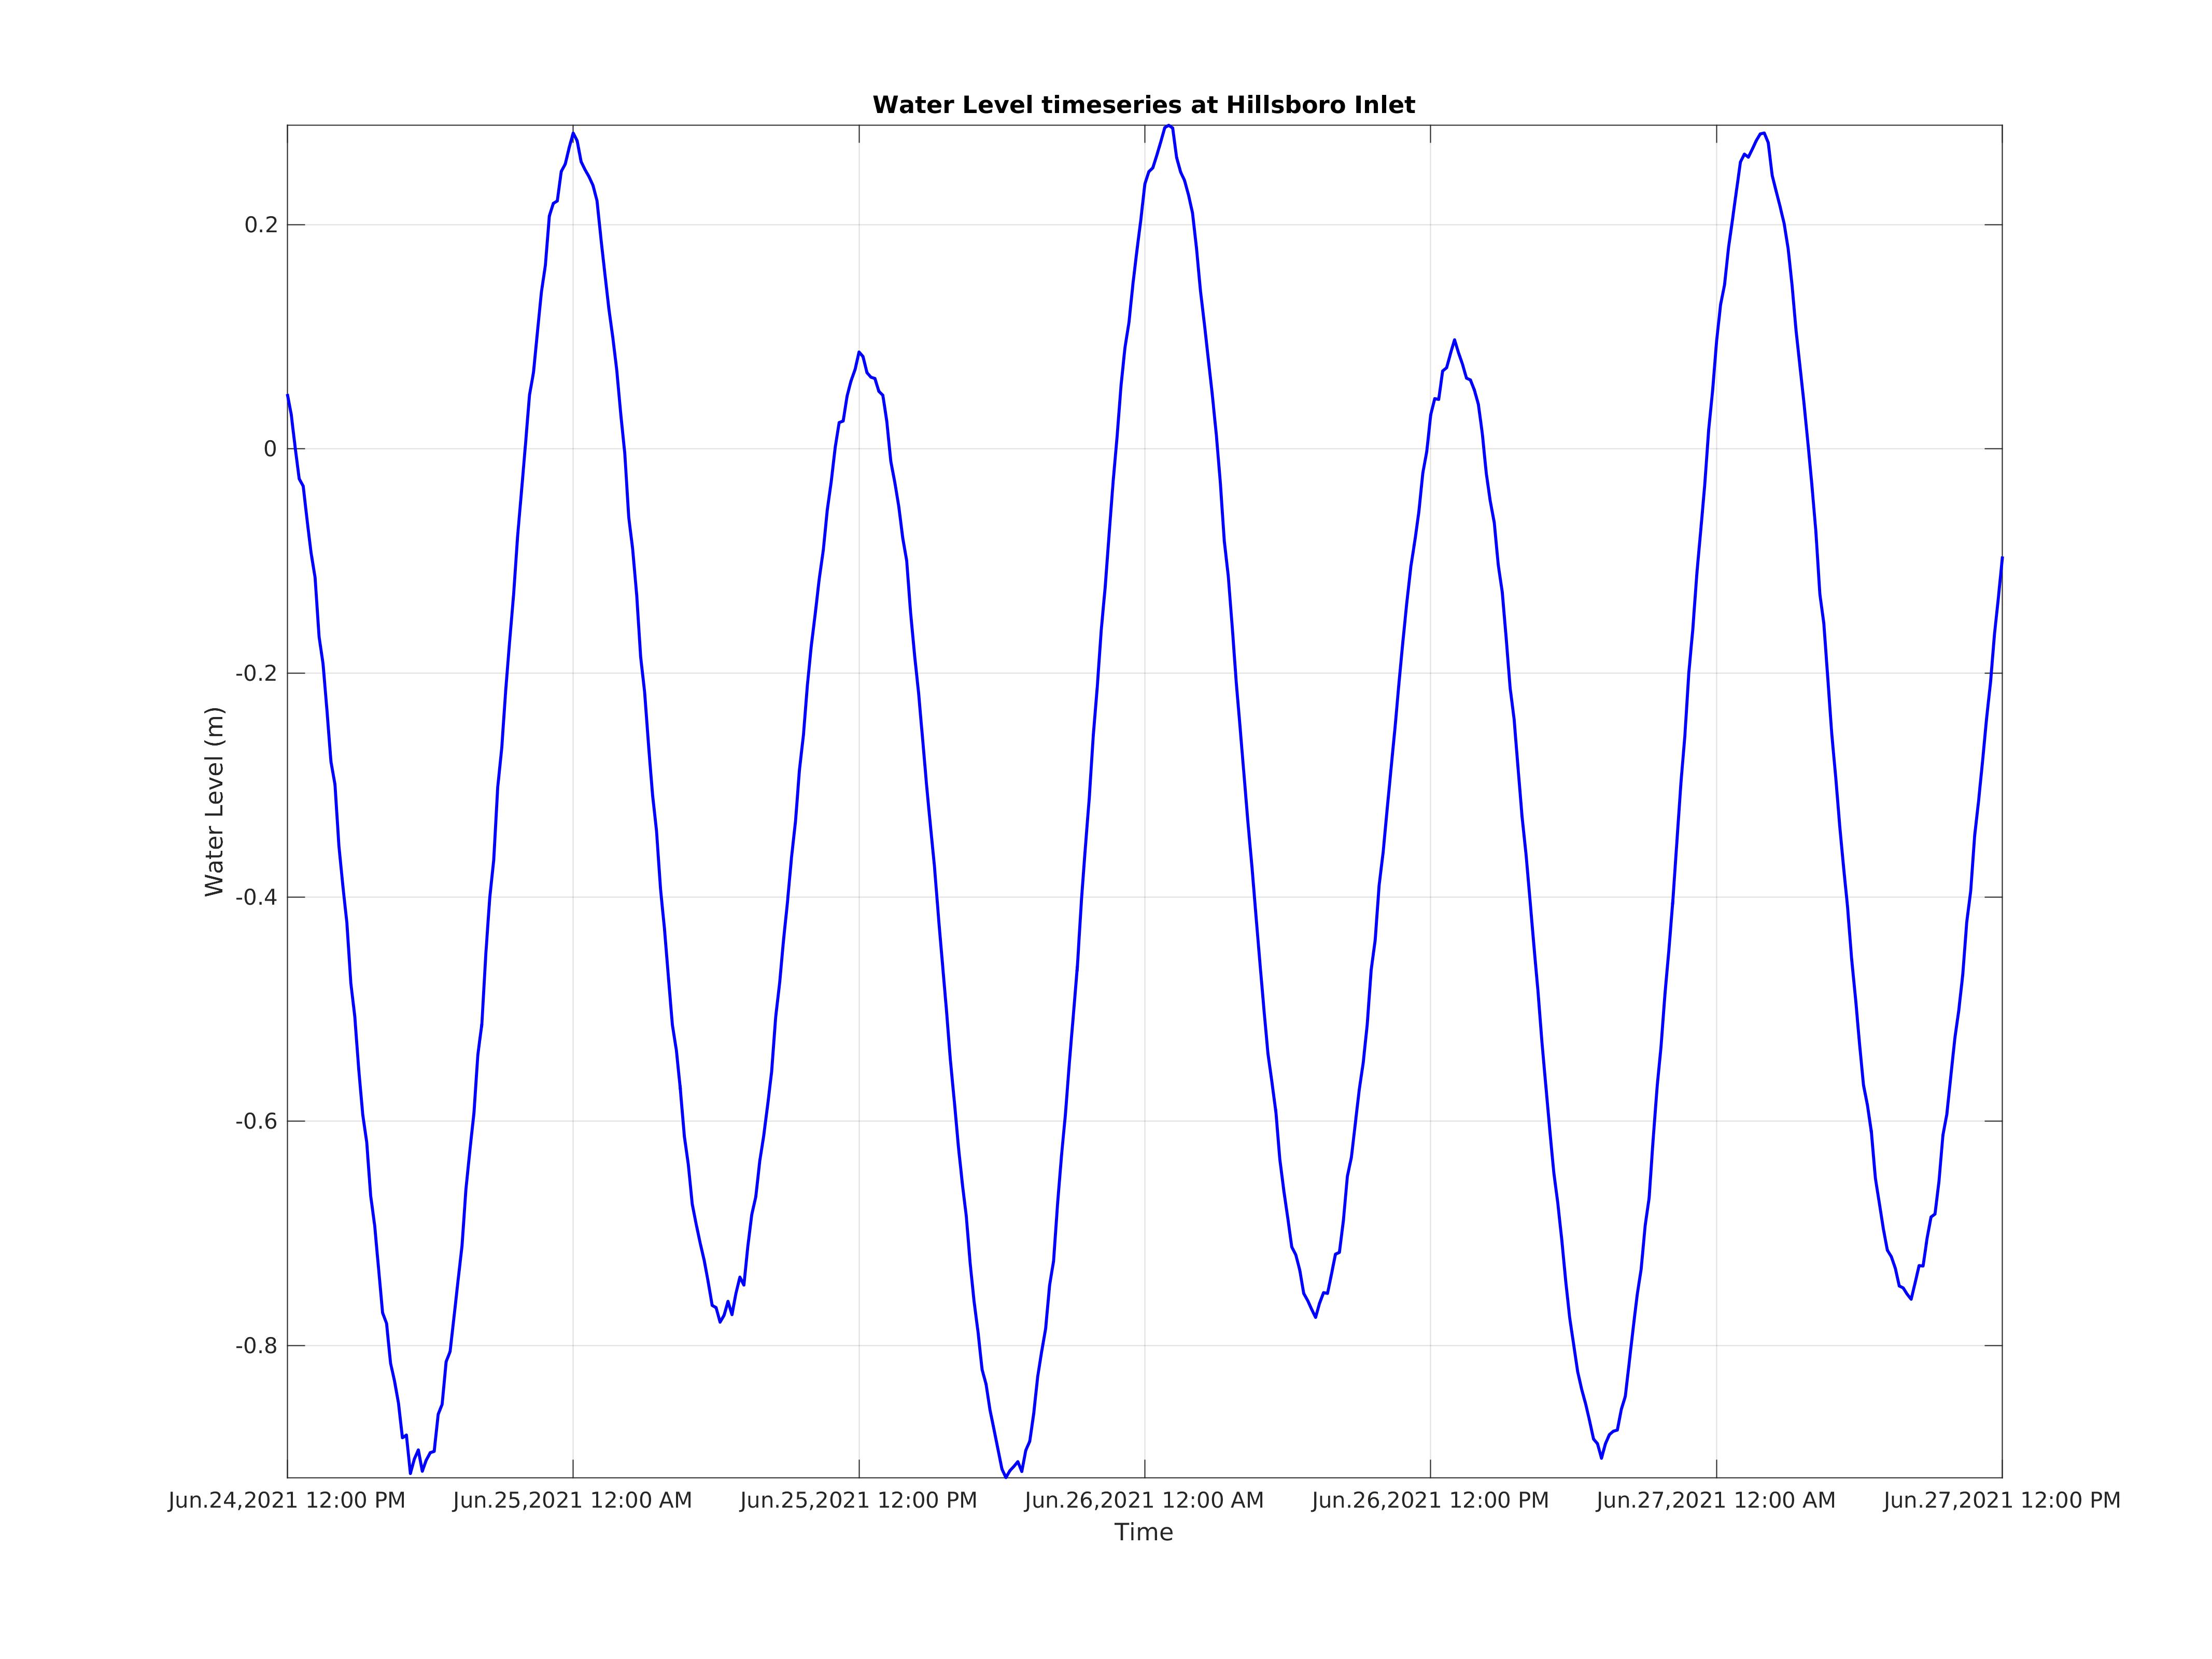 Water Level timeseries at Hillsboro Inlet
0.2
0
-0.2
-0.4
-0.6
-0.8
Water Level (m)
Jun.24,2021 12:00 PM
Jun.25,2021 12:00 AM
Jun.25,2021 12:00 PM
Jun.26,2021 12:00 AM
Jun.26,2021 12:00 PM
Jun.27,2021 12:00 AM
Jun.27,2021 12:00 PM
Time